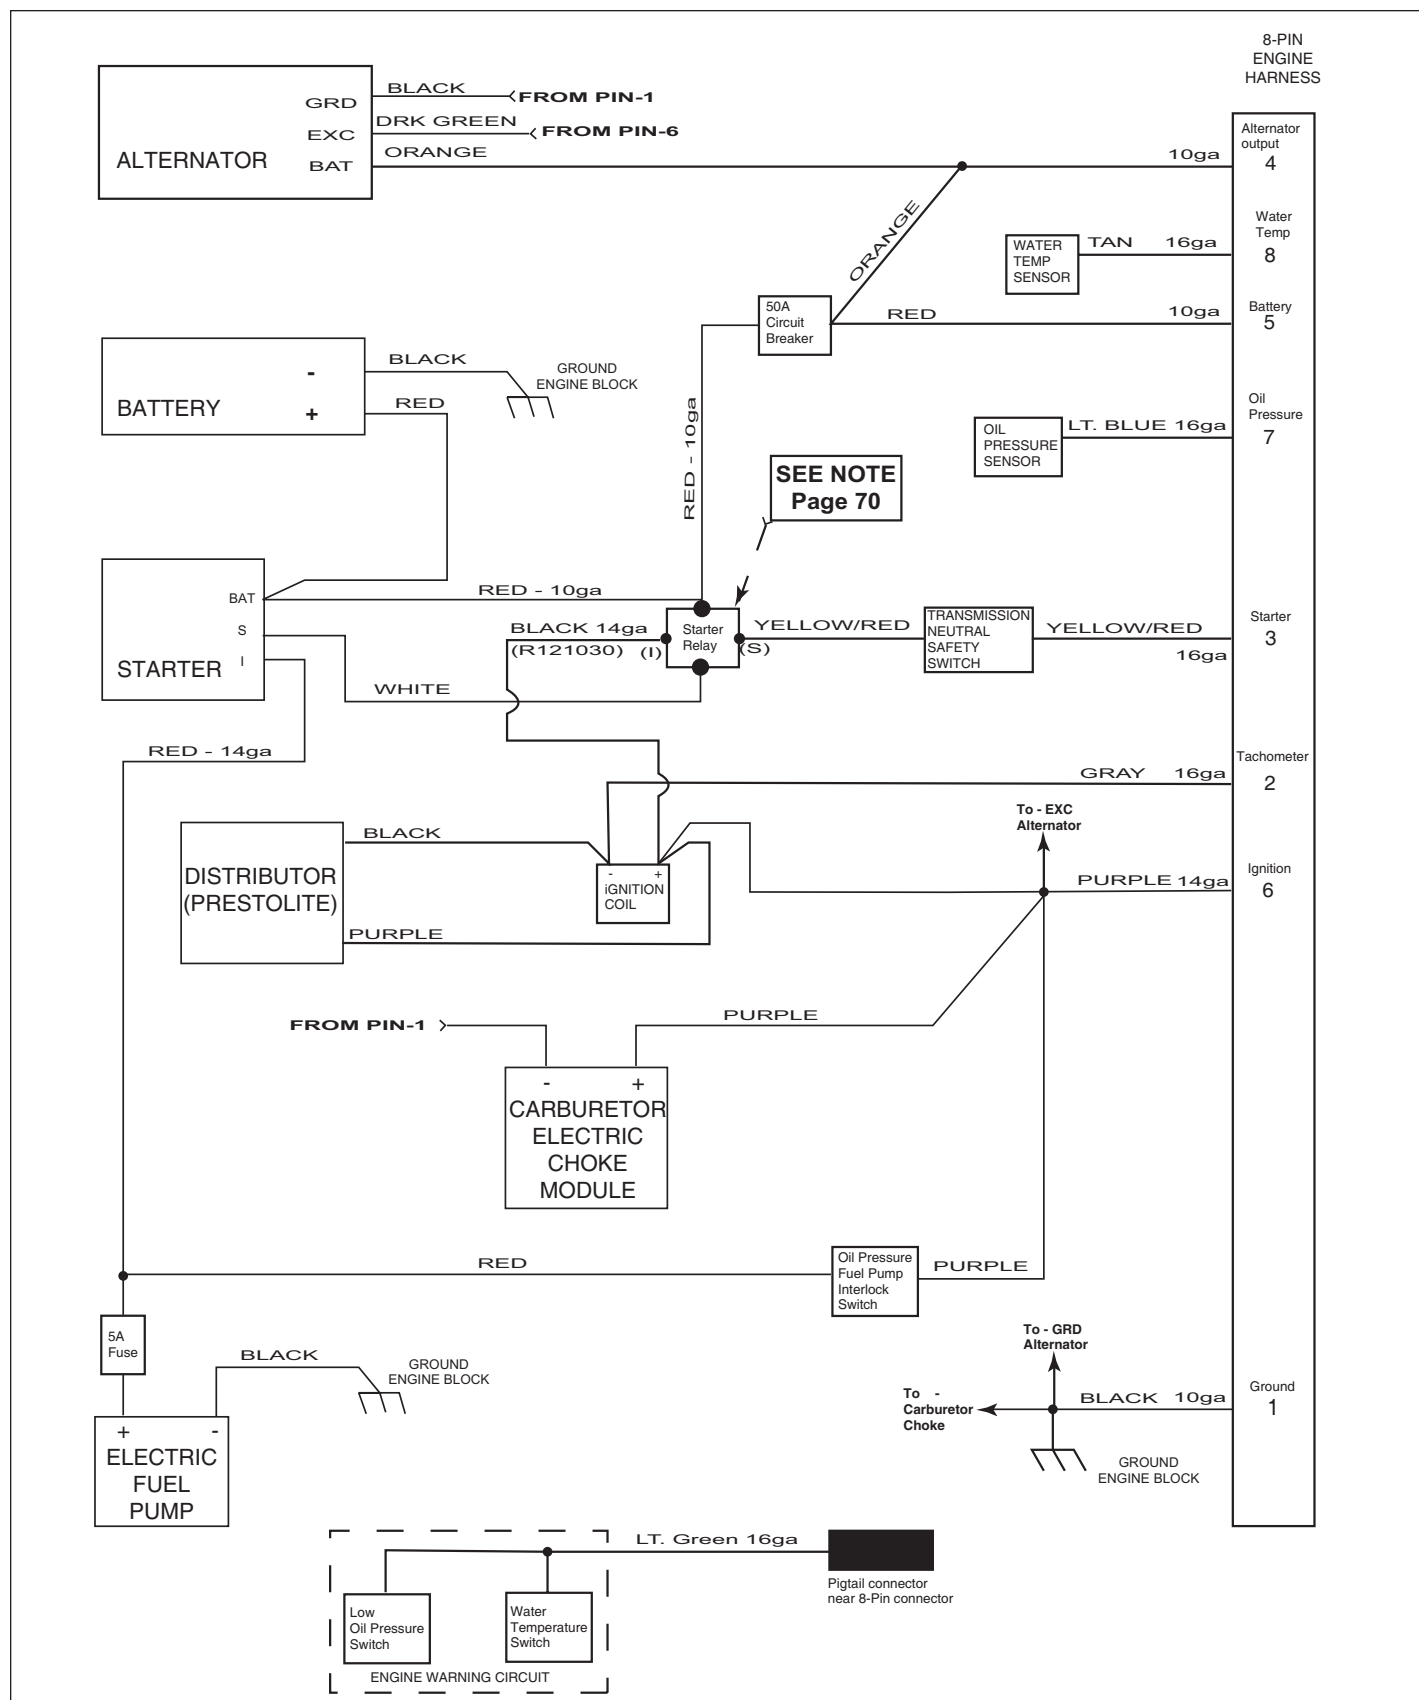 8-PIN
ENGINE
HARNESS
GRD
BLACK
FROM PIN-1
EXC
DRK GREEN
FROM PIN-6
ALTERNATOR
BAT
ORANGE
10ga
Alternator
output
4
ORANGE
WATER
TEMP
SENSOR
TAN 16ga
Water
Temp
8
50A
Circuit
Breaker
RED
10ga
Battery
5
BATTERY
-
+
BLACK
GROUND
ENGINE BLOCK
RED
RED - 10ga
OIL
PRESSURE
SENSOR
LT. BLUE 16ga
Oil
Pressure
7
SEE NOTE
Page 70
STARTER
BAT
S
I
RED - 10ga
BLACK 14ga
(R121030)
(I)
Starter
Relay
(S)
YELLOW/RED
TRANSMISSION
NEUTRAL
SAFETY
SWITCH
YELLOW/RED
16ga
Starter
3
WHITE
RED - 14ga
GRAY 16ga
Tachometer
2
To - EXC
Alternator
DISTRIBUTOR
(PRESTOLITE)
BLACK
PURPLE
- +
iGNITION
COIL
PURPLE 14ga
Ignition
6
FROM PIN-1
PURPLE
- +
CARBURETOR
ELECTRIC
CHOKE
MODULE
RED
Oil Pressure
Fuel Pump
Interlock
Switch
PURPLE
5A
Fuse
BLACK
GROUND
ENGINE BLOCK
+ -
ELECTRIC
FUEL
PUMP
To - GRD
Alternator
To -
Carburetor
Choke
BLACK 10ga
Ground
1
GROUND
ENGINE BLOCK
LT. Green 16ga
Pigtail connector
near 8-Pin connector
Low
Oil Pressure
Switch
Water
Temperature
Switch
ENGINE WARNING CIRCUIT